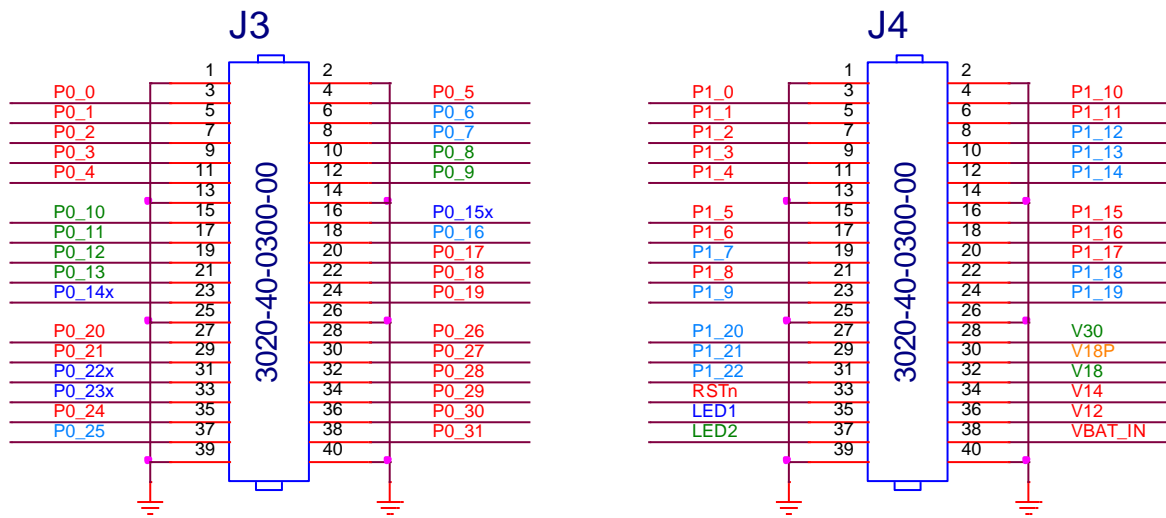 J3
3020-40-0300-00
1 2
P0_0 3 4 P0_5
P0_1 5 6 P0_6
P0_2 7 8 P0_7
P0_3 9 10 P0_8
P0_4 11 12 P0_9
13 14
P0_10 15 16 P0_15x
P0_11 17 18 P0_16
P0_12 19 20 P0_17
P0_13 21 22 P0_18
P0_14x 23 24 P0_19
25 26
P0_20 27 28 P0_26
P0_21 29 30 P0_27
P0_22x 31 32 P0_28
P0_23x 33 34 P0_29
P0_24 35 36 P0_30
P0_25 37 38 P0_31
39 40
J4
3020-40-0300-00
1 2
P1_0 3 4 P1_10
P1_1 5 6 P1_11
P1_2 7 8 P1_12
P1_3 9 10 P1_13
P1_4 11 12 P1_14
13 14
P1_5 15 16 P1_15
P1_6 17 18 P1_16
P1_7 19 20 P1_17
P1_8 21 22 P1_18
P1_9 23 24 P1_19
25 26
P1_20 27 28 V30
P1_21 29 30 V18P
P1_22 31 32 V18
RSTn 33 34 V14
LED1 35 36 V12
LED2 37 38 VBAT_IN
39 40